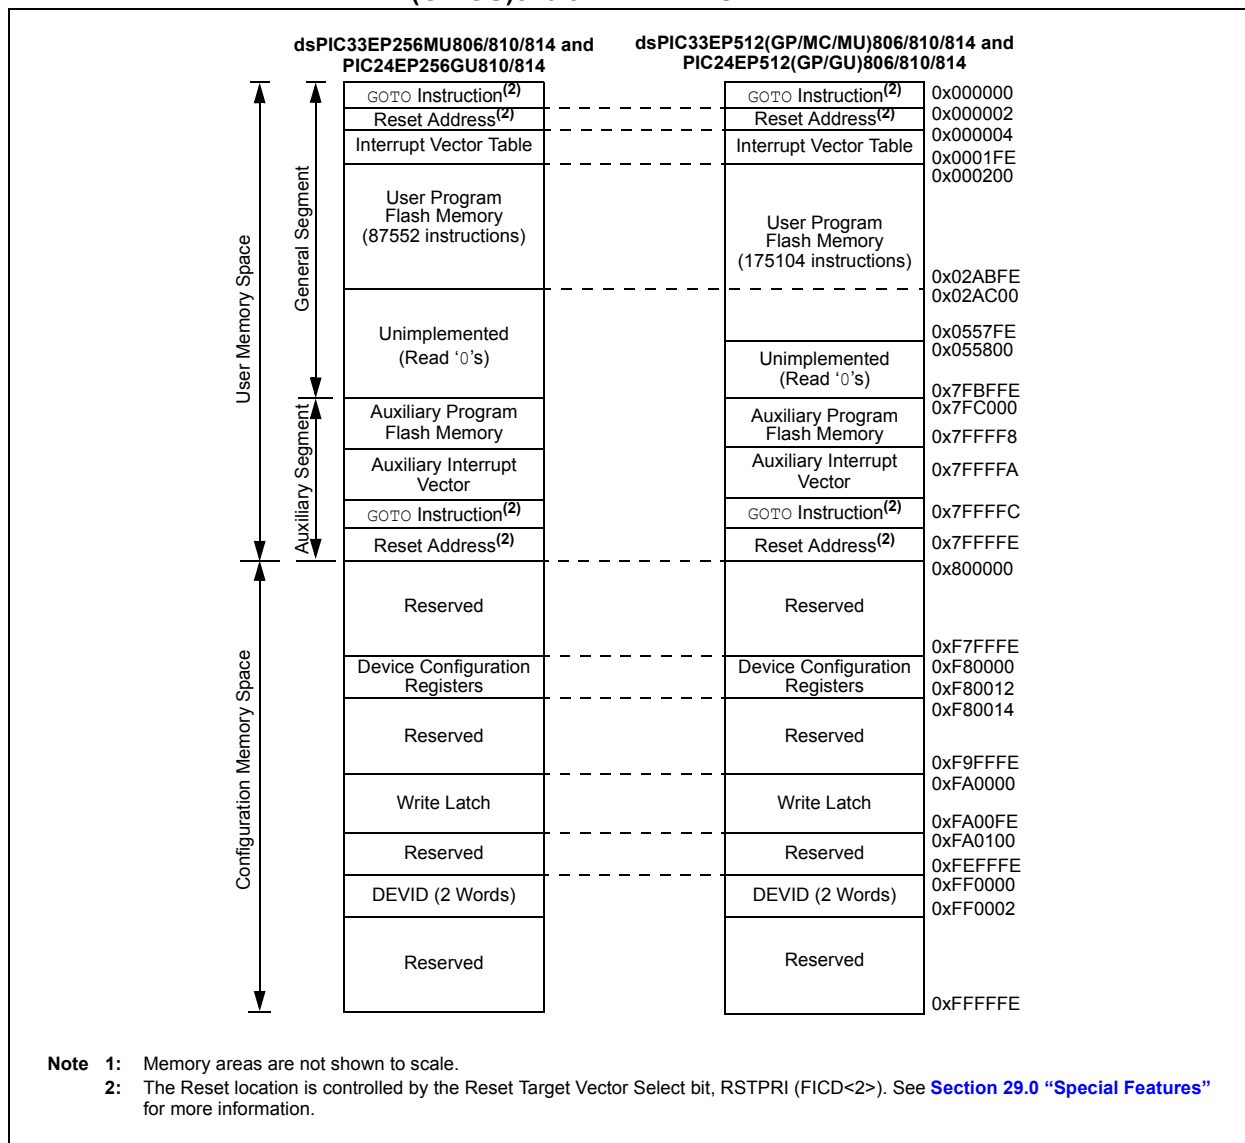 dsPIC33EP256MU806/810/814 and
PIC24EP256GU810/814
dsPIC33EP512(GP/MC/MU)806/810/814 and
PIC24EP512(GP/GU)806/810/814
User Memory Space
General Segment
Auxiliary Segment
Configuration Memory Space
GOTO Instruction(2)
Reset Address(2)
Interrupt Vector Table
User Program
Flash Memory
(87552 instructions)
Unimplemented
(Read ‘0’s)
Auxiliary Program
Flash Memory
Auxiliary Interrupt
Vector
GOTO Instruction(2)
Reset Address(2)
Reserved
Device Configuration
Registers
Reserved
Write Latch
Reserved
DEVID (2 Words)
Reserved
GOTO Instruction(2)
Reset Address(2)
Interrupt Vector Table
User Program
Flash Memory
(175104 instructions)
Unimplemented
(Read ‘0’s)
Auxiliary Program
Flash Memory
Auxiliary Interrupt
Vector
GOTO Instruction(2)
Reset Address(2)
Reserved
Device Configuration
Registers
Reserved
Write Latch
Reserved
DEVID (2 Words)
Reserved
0x000000
0x000002
0x000004
0x0001FE
0x000200
0x02ABFE
0x02AC00
0x0557FE
0x055800
0x7FBFFE
0x7FC000
0x7FFFF8
0x7FFFFA
0x7FFFFC
0x7FFFFE
0x800000
0xF7FFFE
0xF80000
0xF80012
0xF80014
0xF9FFFE
0xFA0000
0xFA00FE
0xFA0100
0xFEFFFE
0xFF0000
0xFF0002
0xFFFFFE
Note 1: Memory areas are not shown to scale.
2: The Reset location is controlled by the Reset Target Vector Select bit, RSTPRI (FICD<2>). See Section 29.0 “Special Features”
for more information.